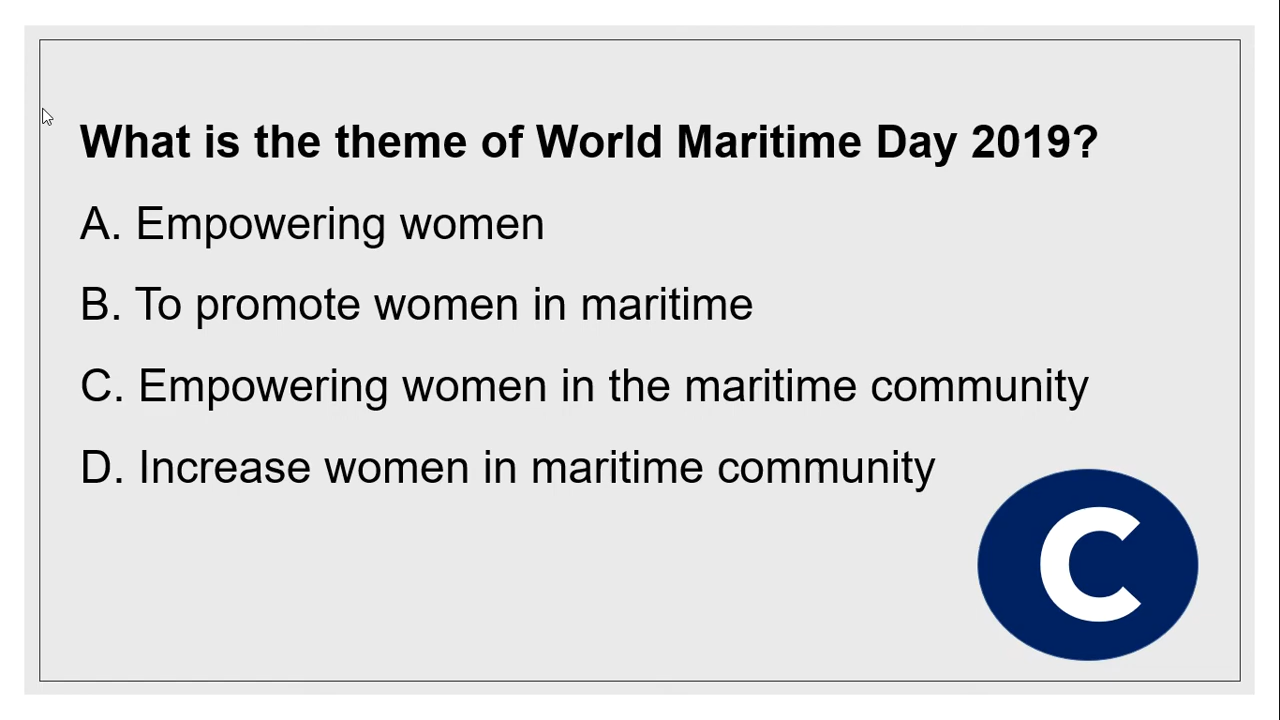 What is the theme of World Maritime Day 2019?
A. Empowering women
B. To promote women in maritime
C. Empowering women in the maritime community
D. Increase women in maritime community
C